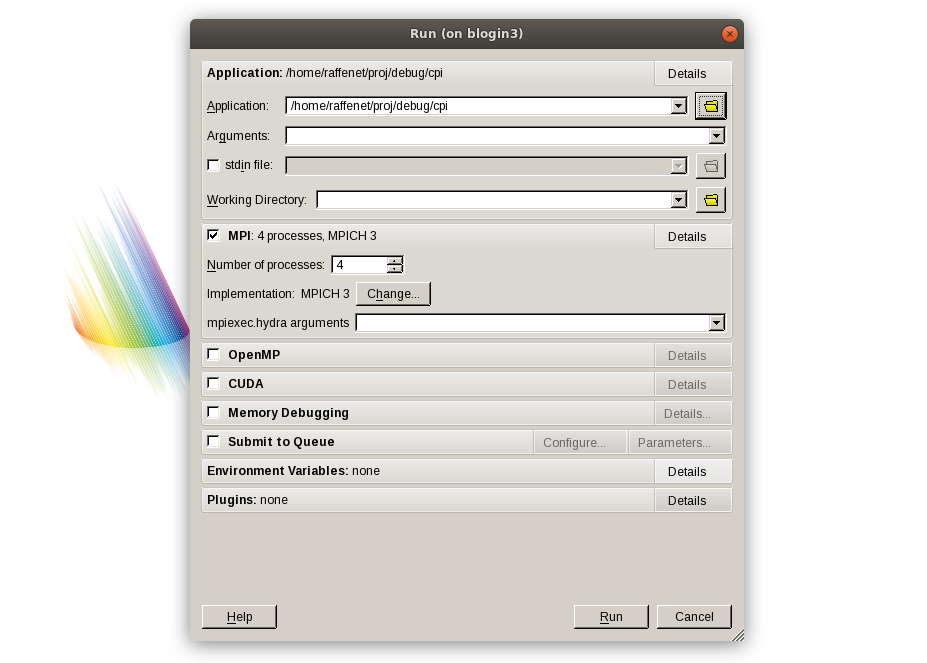 Run (on blogin3)
Application: /home/raffenet/proj/debug/cpi Details
Application: /home/raffenet/proj/debug/cpi
Arguments:
stdin file:
Working Directory:
MPI: 4 processes, MPICH 3 Details
Number of processes: 4
Implementation: MPICH 3 Change...
mpiexec.hydra arguments
OpenMP Details
CUDA Details
Memory Debugging Details...
Submit to Queue Configure... Parameters...
Environment Variables: none Details
Plugins: none Details
Help Run Cancel